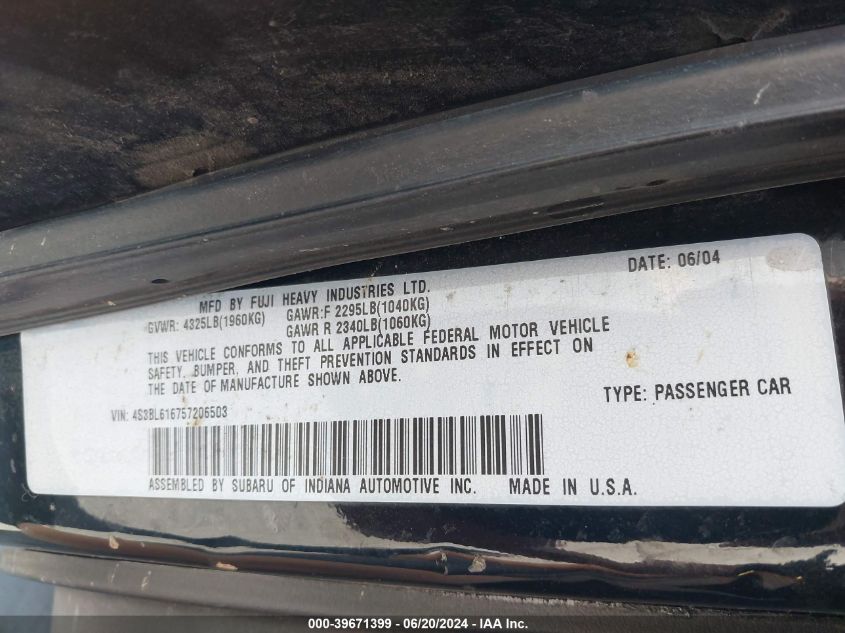 DATE: 06/04
MFD BY FUJI HEAVY INDUSTRIES LTD.
GVWR: 4325LB(1960KG) GAWR:F 2295LB(1040KG)
GAWR R 2340LB(1060KG)
THIS VEHICLE CONFORMS TO ALL APPLICABLE FEDERAL MOTOR VEHICLE
SAFETY, BUMPER, AND THEFT PREVENTION STANDARDS IN EFFECT ON
THE DATE OF MANUFACTURE SHOWN ABOVE.
TYPE: PASSENGER CAR
VIN: 4S3BL616757206503
ASSEMBLED BY SUBARU OF INDIANA AUTOMOTIVE INC. MADE IN U.S.A.
000-39671399 - 06/20/2024 - IAA Inc.